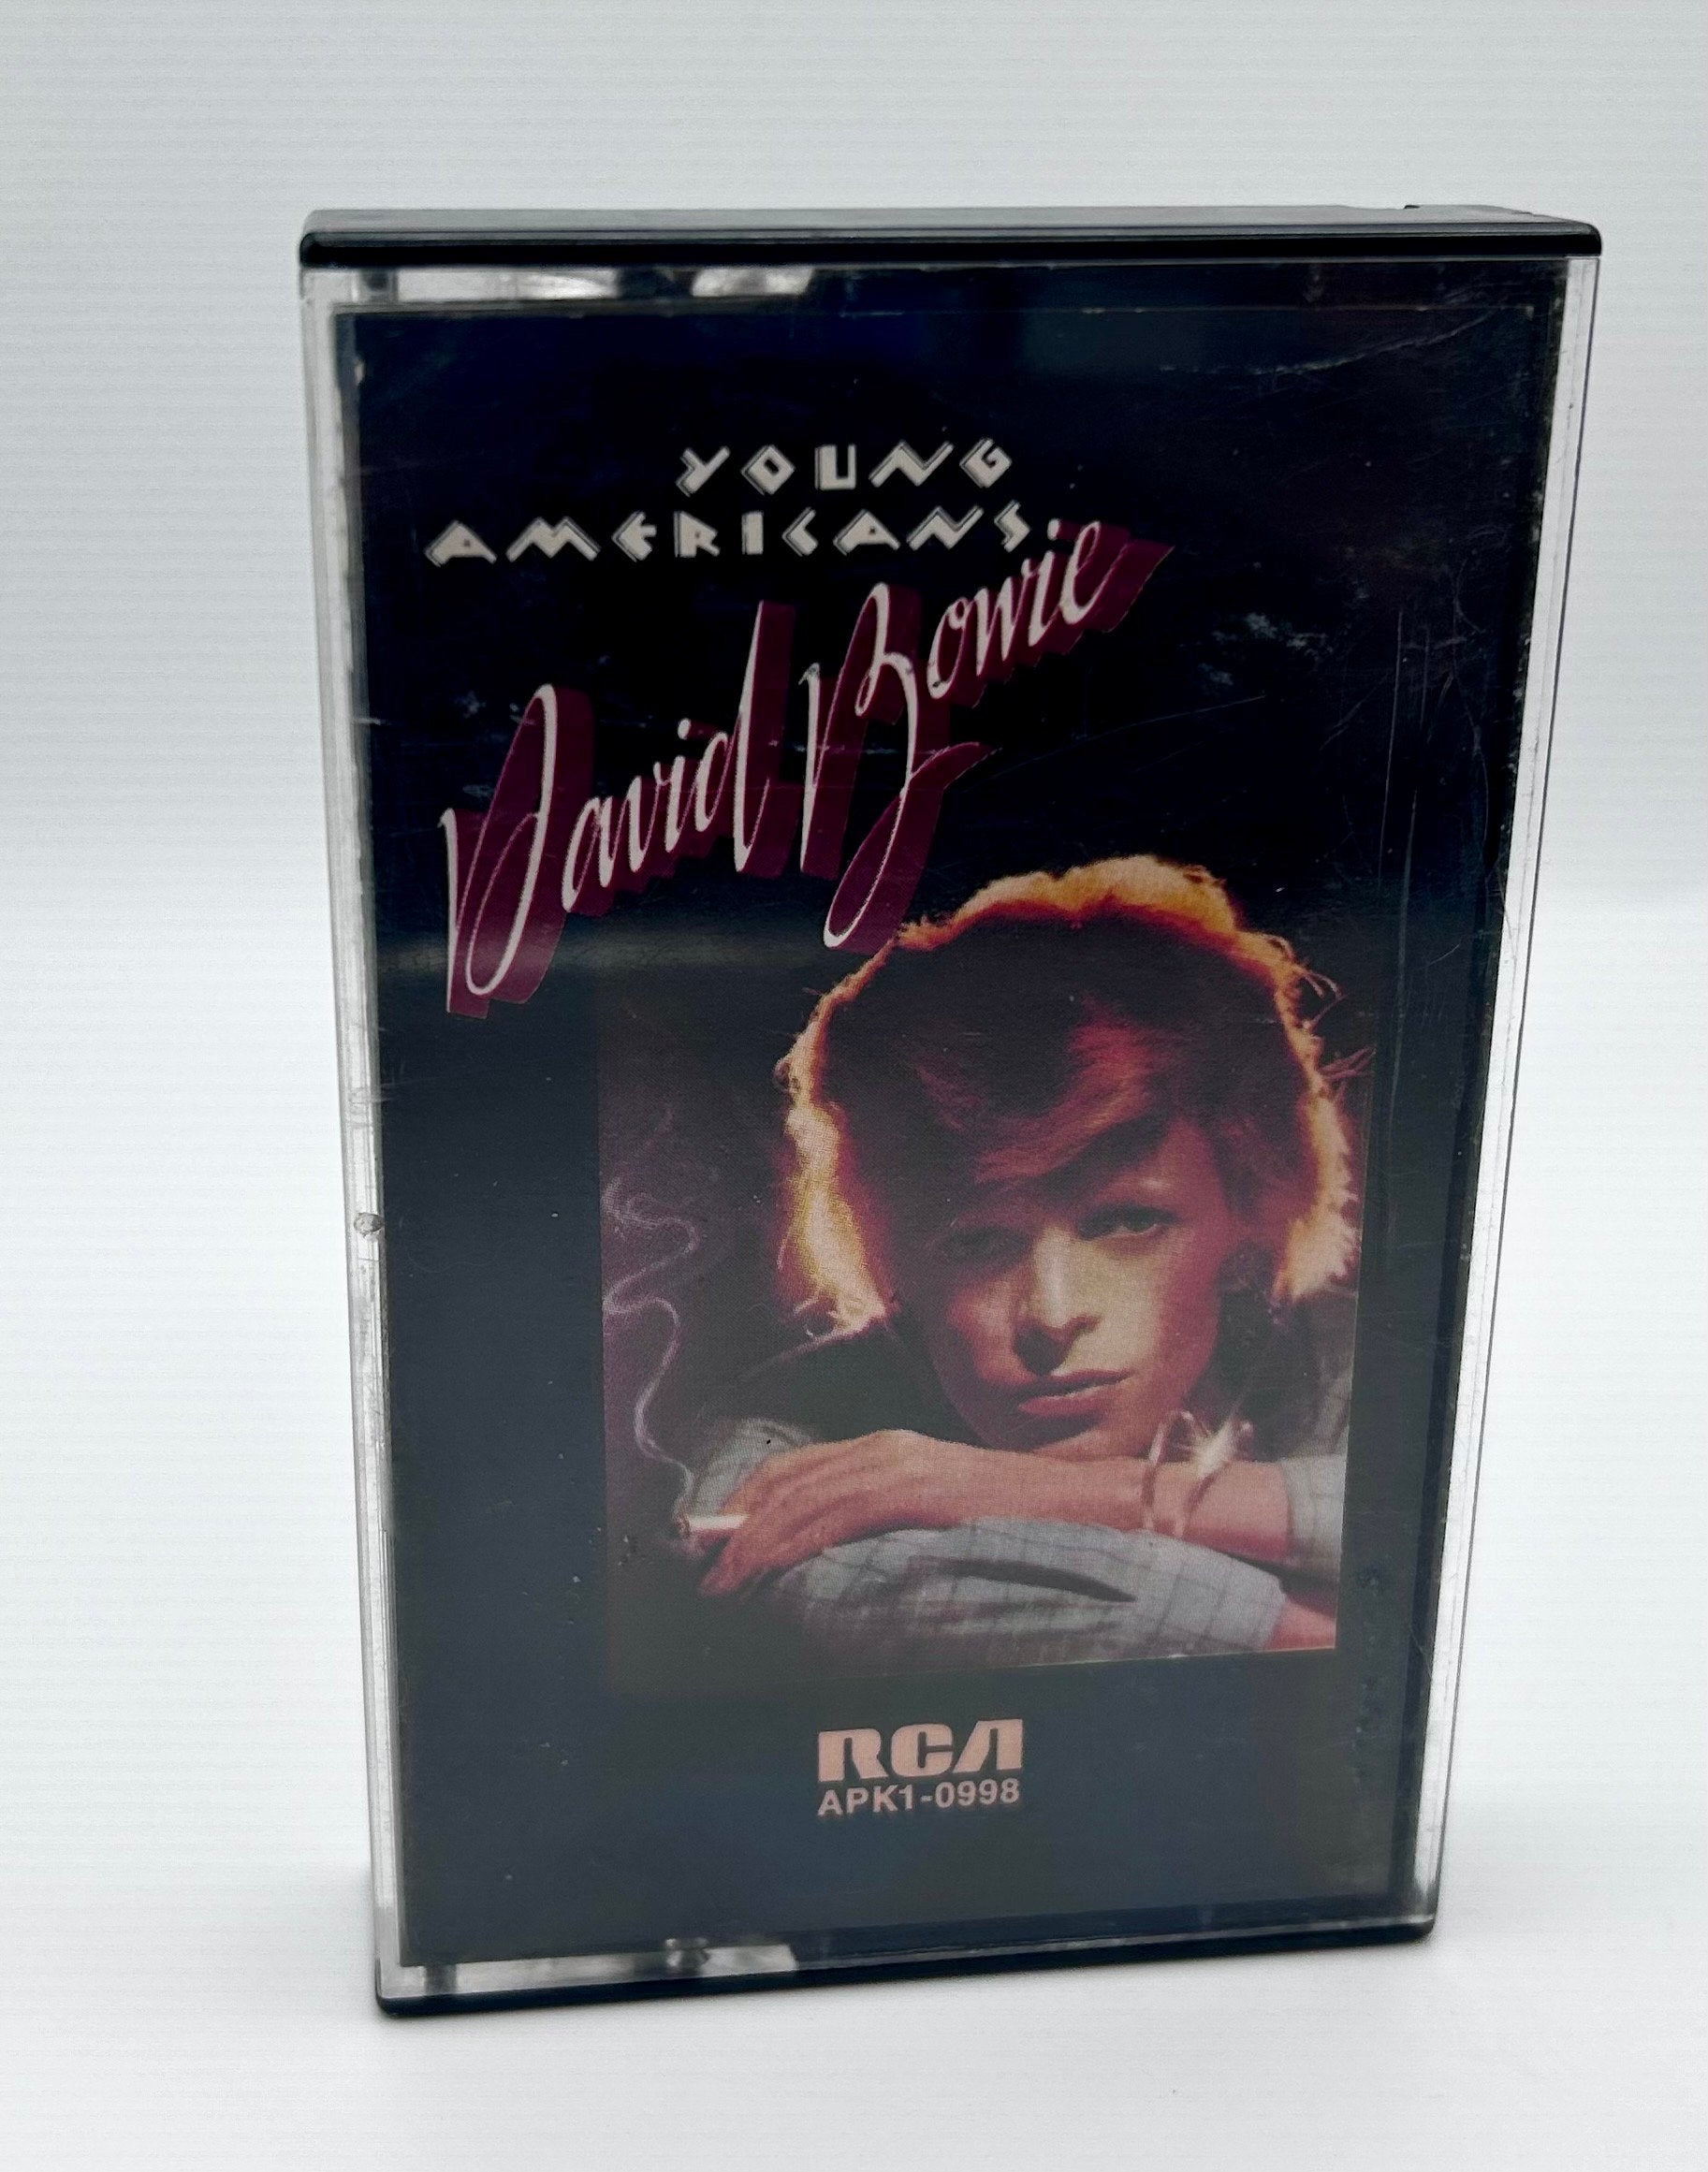 YOUNG
AMERICANS.
David Bowie
RCA
APK1-0998